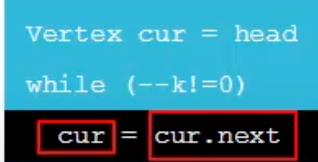 Vertex cur = head
while (--k!=0)
cur = cur.next